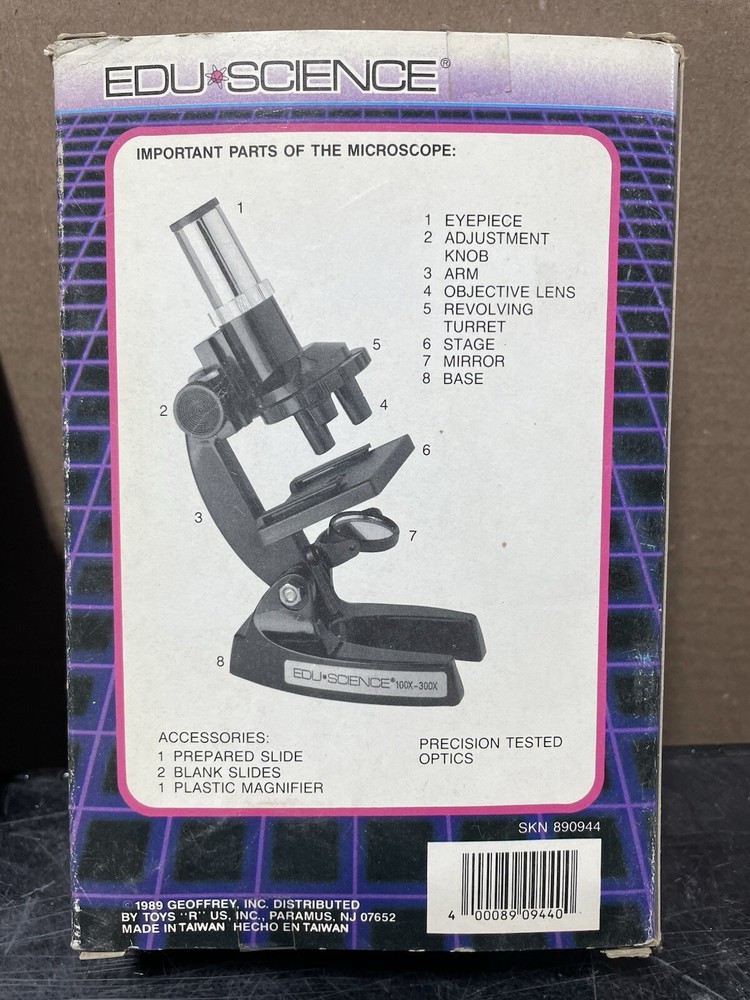 EDU SCIENCE®
IMPORTANT PARTS OF THE MICROSCOPE:
1
1 EYEPIECE
2 ADJUSTMENT
KNOB
3 ARM
4 OBJECTIVE LENS
5 REVOLVING
TURRET
6 STAGE
7 MIRROR
8 BASE
5
4
2
6
3
7
8
EDU SCIENCE® 100X-300X
ACCESSORIES:
1 PREPARED SLIDE
2 BLANK SLIDES
1 PLASTIC MAGNIFIER
PRECISION TESTED
OPTICS
SKN 890944
© 1989 GEOFFREY, INC. DISTRIBUTED
BY TOYS "R" US, INC., PARAMUS, NJ 07652
MADE IN TAIWAN HECHO EN TAIWAN
4 00089 09440